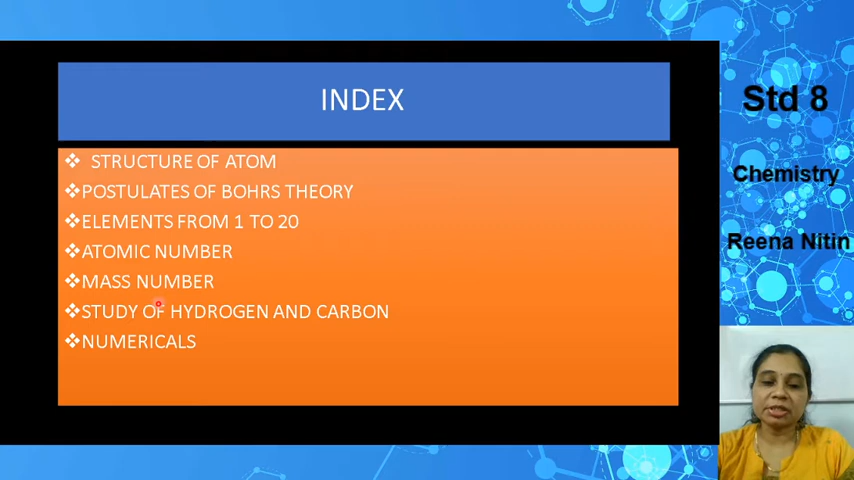 INDEX
❖ STRUCTURE OF ATOM
❖POSTULATES OF BOHRS THEORY
❖ELEMENTS FROM 1 TO 20
❖ATOMIC NUMBER
❖MASS NUMBER
❖STUDY OF HYDROGEN AND CARBON
❖NUMERICALS
Std 8
Chemistry
Reena Nitin